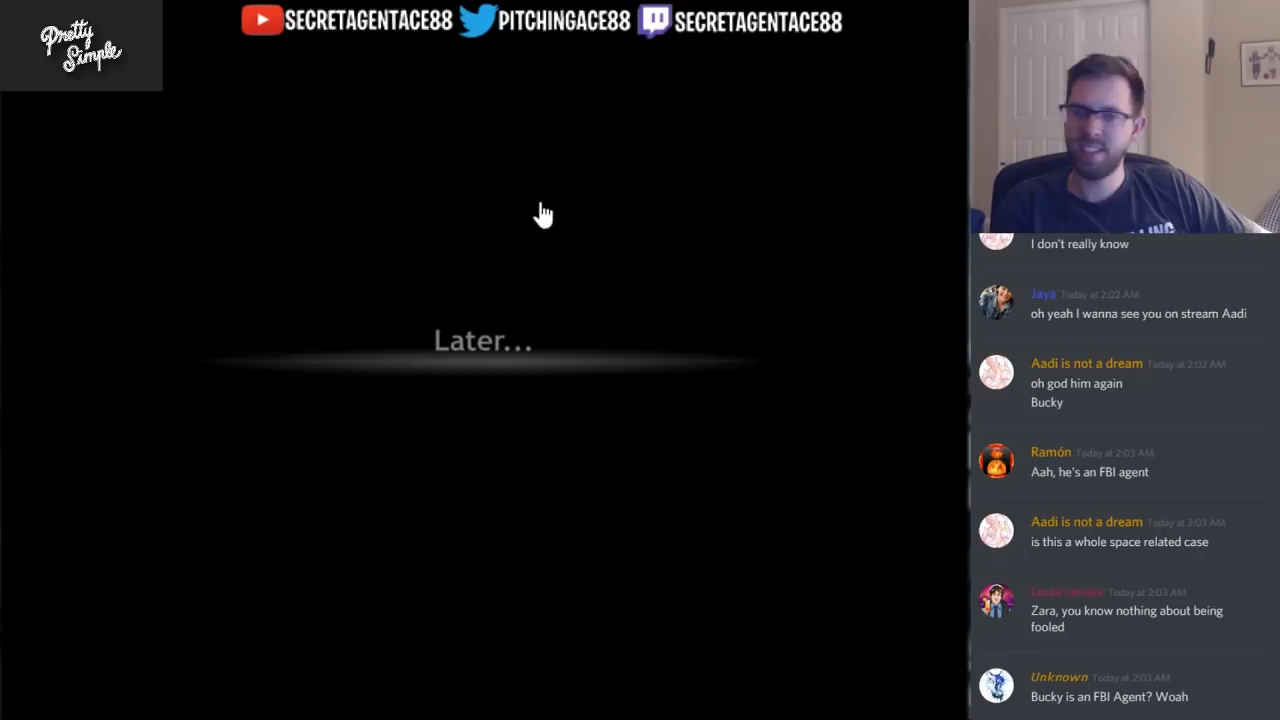 Pretty
Simple
SECRETAGENTACE88 PITCHINGACE88 SECRETAGENTACE88
Later...
I don't really know
Jaya Today at 2:02 AM
oh yeah I wanna see you on stream Aadi
Aadi is not a dream Today at 2:02 AM
oh god him again
Bucky
Ramón Today at 2:03 AM
Aah, he's an FBI agent
Aadi is not a dream Today at 2:03 AM
is this a whole space related case
Today at 2:03 AM
Zara, you know nothing about being
fooled
Unknown Today at 2:03 AM
Bucky is an FBI Agent? Woah